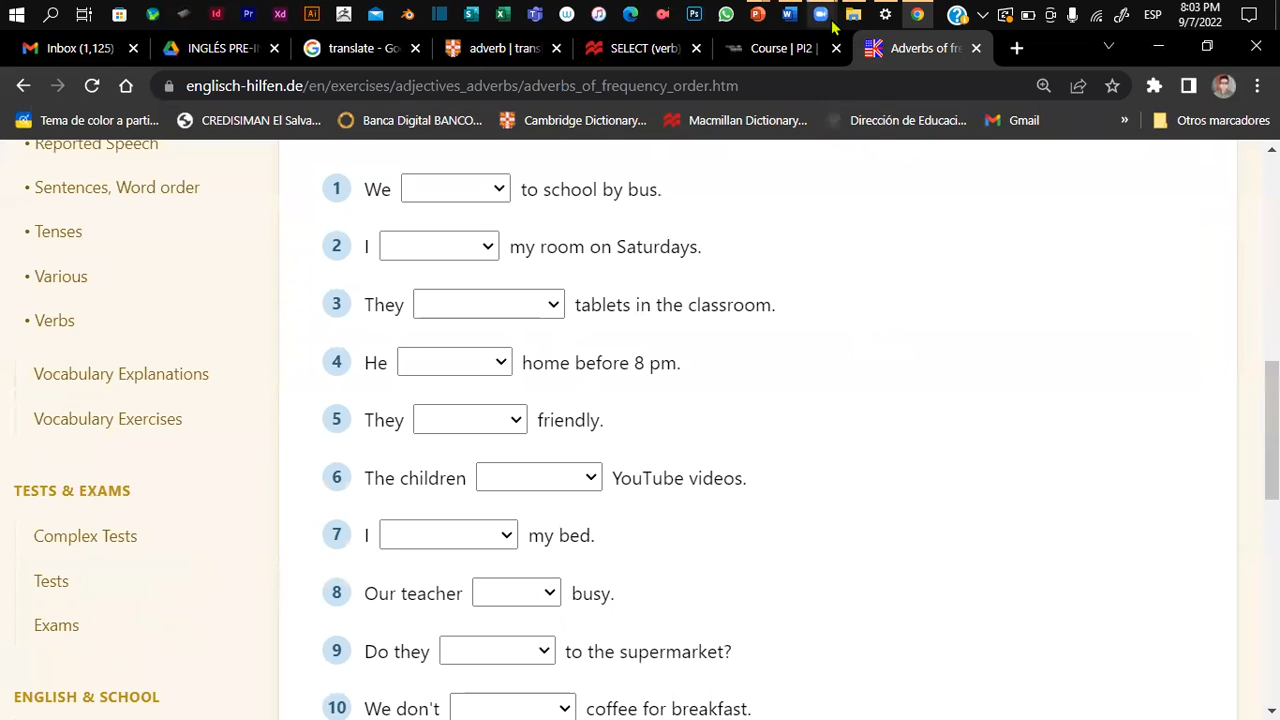 8:03 PM
ESP
9/7/2022
Inbox (1,125)
INGLÉS PRE-I
translate - Go
adverb | trans
SELECT (verb)
Course | PI2 |
Adverbs of fre
englisch-hilfen.de/en/exercises/adjectives_adverbs/adverbs_of_frequency_order.htm
Tema de color a parti...
CREDISIMAN El Salva...
Banca Digital BANCO...
Cambridge Dictionary...
Macmillan Dictionary...
Dirección de Educaci...
Gmail
»
Otros marcadores
• Reported Speech
• Sentences, Word order
• Tenses
• Various
• Verbs
Vocabulary Explanations
Vocabulary Exercises
TESTS & EXAMS
Complex Tests
Tests
Exams
ENGLISH & SCHOOL
1 We to school by bus.
2 I my room on Saturdays.
3 They tablets in the classroom.
4 He home before 8 pm.
5 They friendly.
6 The children YouTube videos.
7 I my bed.
8 Our teacher busy.
9 Do they to the supermarket?
10 We don't coffee for breakfast.